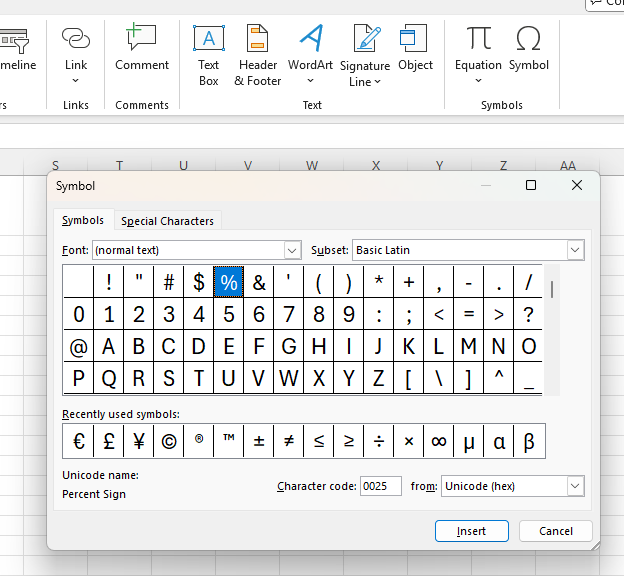 meline
Link
Comment
Text
Box
Header
& Footer
WordArt
Signature
Line
Object
Equation
Symbol
rs
Links
Comments
Text
Symbols
S T U V W X Y Z AA
Symbol
Symbols Special Characters
Font: (normal text) Subset: Basic Latin
! " # $ % & ' ( ) * + , - . /
0 1 2 3 4 5 6 7 8 9 : ; < = > ?
@ A B C D E F G H I J K L M N O
P Q R S T U V W X Y Z [ \ ] ^ _
Recently used symbols:
€ £ ¥ © ® ™ ± ≠ ≤ ≥ ÷ × ∞ µ α β
Unicode name:
Percent Sign
Character code: 0025 from: Unicode (hex)
Insert Cancel